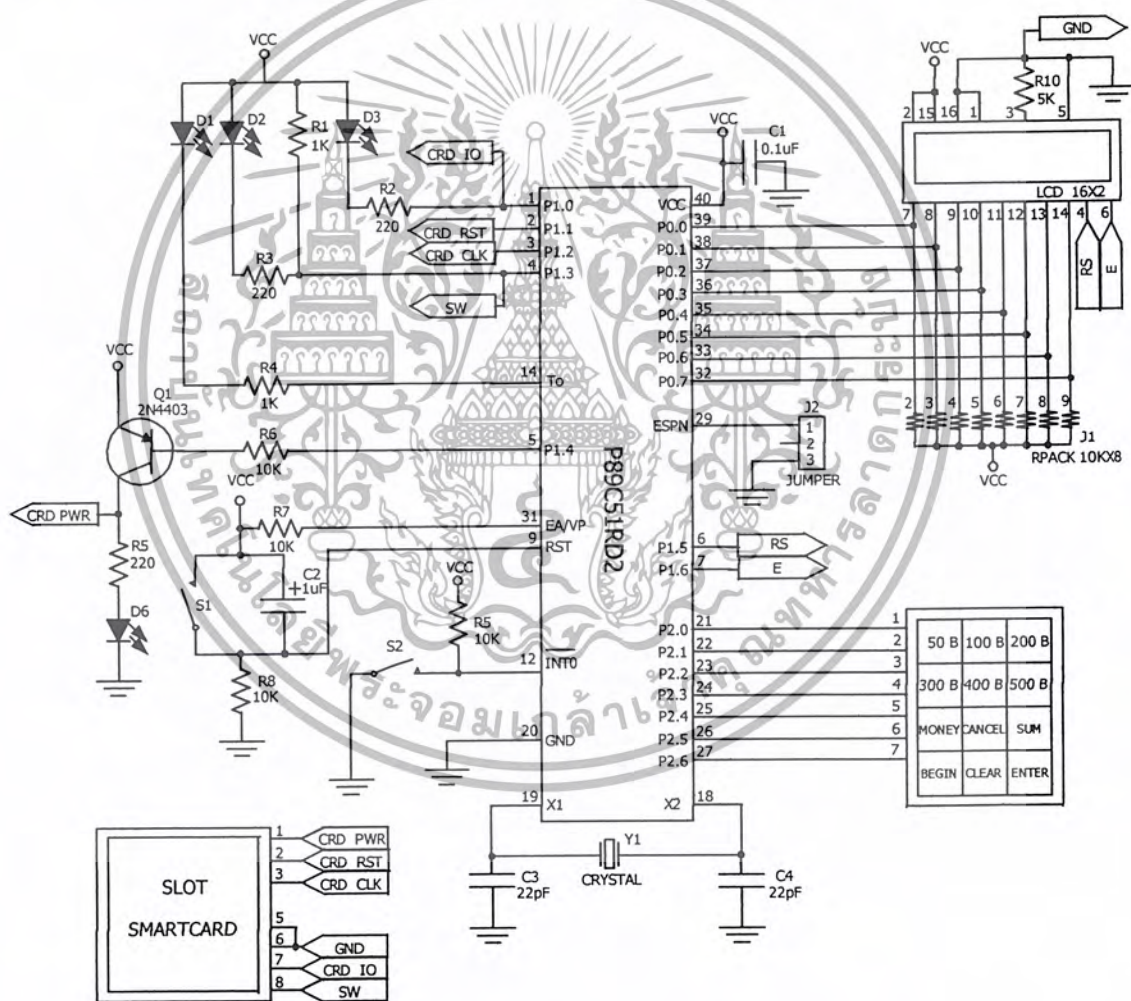 GND
VCC
VCC
R10
5K
2 15 16 1 3 5
D1
D2
R1
1K
D3
CRD IO
VCC
C1
0.1uF
LCD 16X2
7 8 9 10 11 12 13 14 4 6
RS
E
R2
220
1 P1.0
CRD RST
2 P1.1
CRD CLK
3 P1.2
4 P1.3
SW
R3
220
VCC 40
P0.0 39
P0.1 38
P0.2 37
P0.3 36
P0.4 35
P0.5 34
P0.6 33
P0.7 32
VCC
R4
1K
14 To
Q1
2N4403
R6
10K
5 P1.4
ESPN 29
J2
1
2
3
JUMPER
2 3 4 5 6 7 8 9
J1
RPACK 10KX8
VCC
P89C51RD2
VCC
R7
10K
31 EA/VP
9 RST
CRD PWR
R5
220
D6
S1
C2
+1uF
R8
10K
VCC
R5
10K
S2
12 INT0
20 GND
P1.5 6
RS
P1.6 7
E
P2.0 21 1
P2.1 22 2
P2.2 23 3
P2.3 24 4
P2.4 25 5
P2.5 26 6
P2.6 27 7
50 B 100 B 200 B
300 B 400 B 500 B
MONEY CANCEL SUM
BEGIN CLEAR ENTER
19 X1
X2 18
Y1
CRYSTAL
C3
22pF
C4
22pF
SLOT
SMARTCARD
1 CRD PWR
2 CRD RST
3 CRD CLK
5
6 GND
7 CRD IO
8 SW